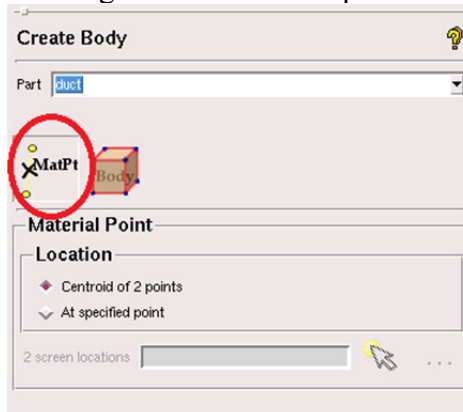 Create Body
Part duct
MatPt
Body
Material Point
Location
Centroid of 2 points
At specified point
2 screen locations
...